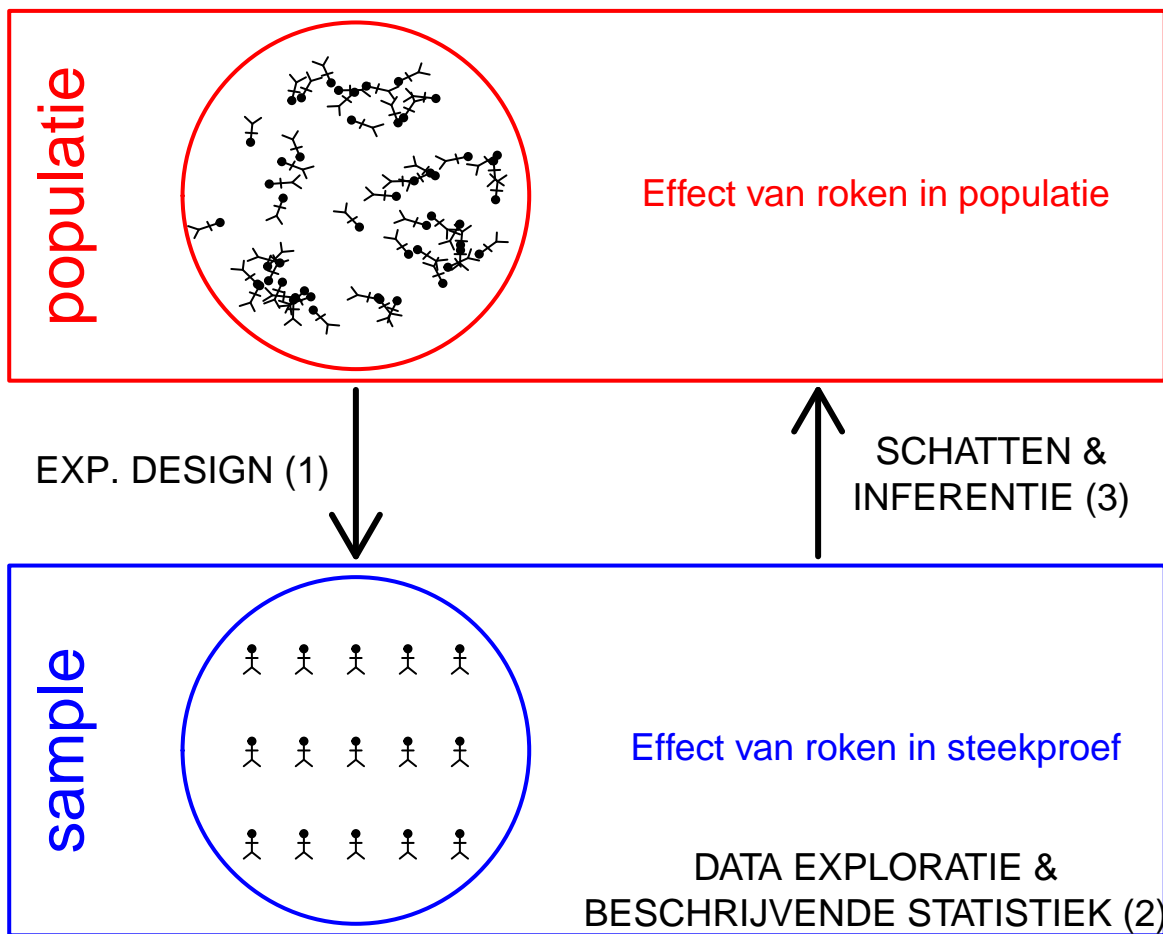 populatie
Effect van roken in populatie
EXP. DESIGN (1)
SCHATTEN &
INFERENTIE (3)
sample
Effect van roken in steekproef
DATA EXPLORATIE &
BESCHRIJVENDE STATISTIEK (2)